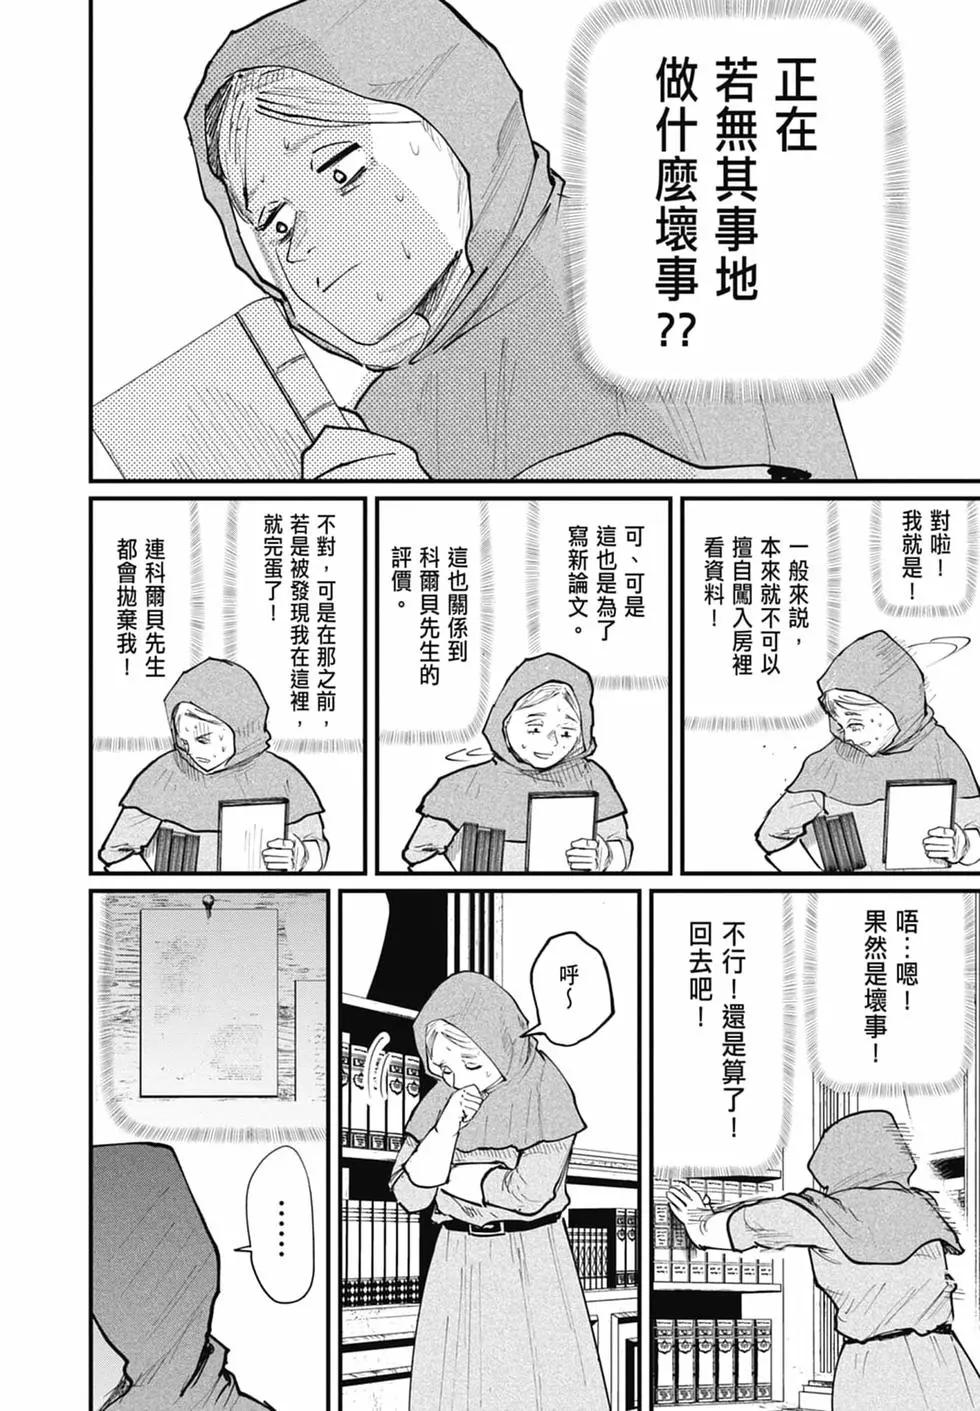 正在
若無其事地
做什麼壞事??
對啦！
我就是！
一般來説，
本來就不可以
擅自闖入房裡
看資料！
可、可是
這也是為了
寫新論文。
這也關係到
科爾貝先生的
評價。
不對，可是在那之前，
若是被發現我在這裡，
就完蛋了！
連科爾貝先生
都會拋棄我！
唔…嗯！
果然是壞事！
不行！還是算了！
回去吧！
呼～
……